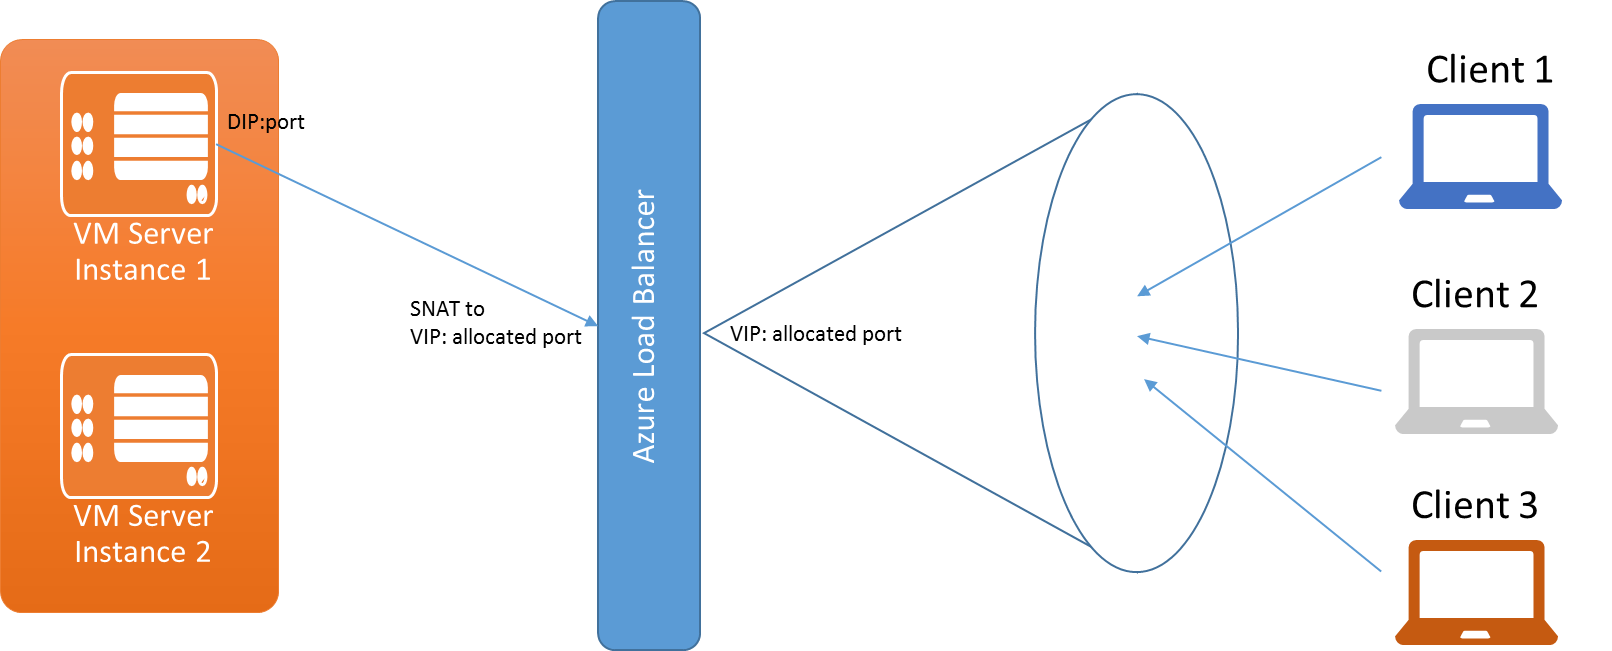 DIP:port
VM Server
Instance 1
VM Server
Instance 2
SNAT to
VIP: allocated port
Azure Load Balancer
VIP: allocated port
Client 1
Client 2
Client 3